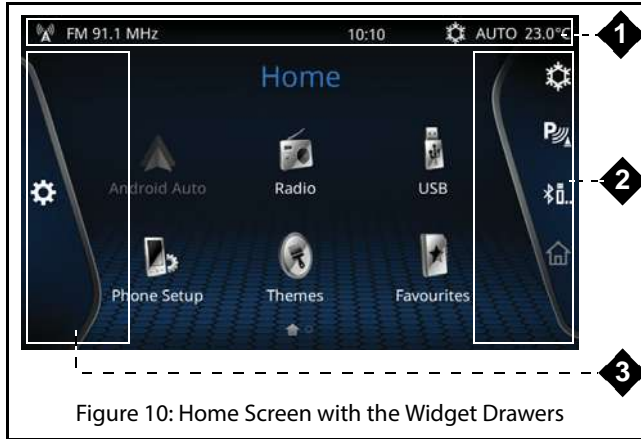 FM 91.1 MHz 10:10 AUTO 23.0°C
1
Home
P
Android Auto Radio USB
2
Phone Setup Themes Favourites
3
Figure 10: Home Screen with the Widget Drawers